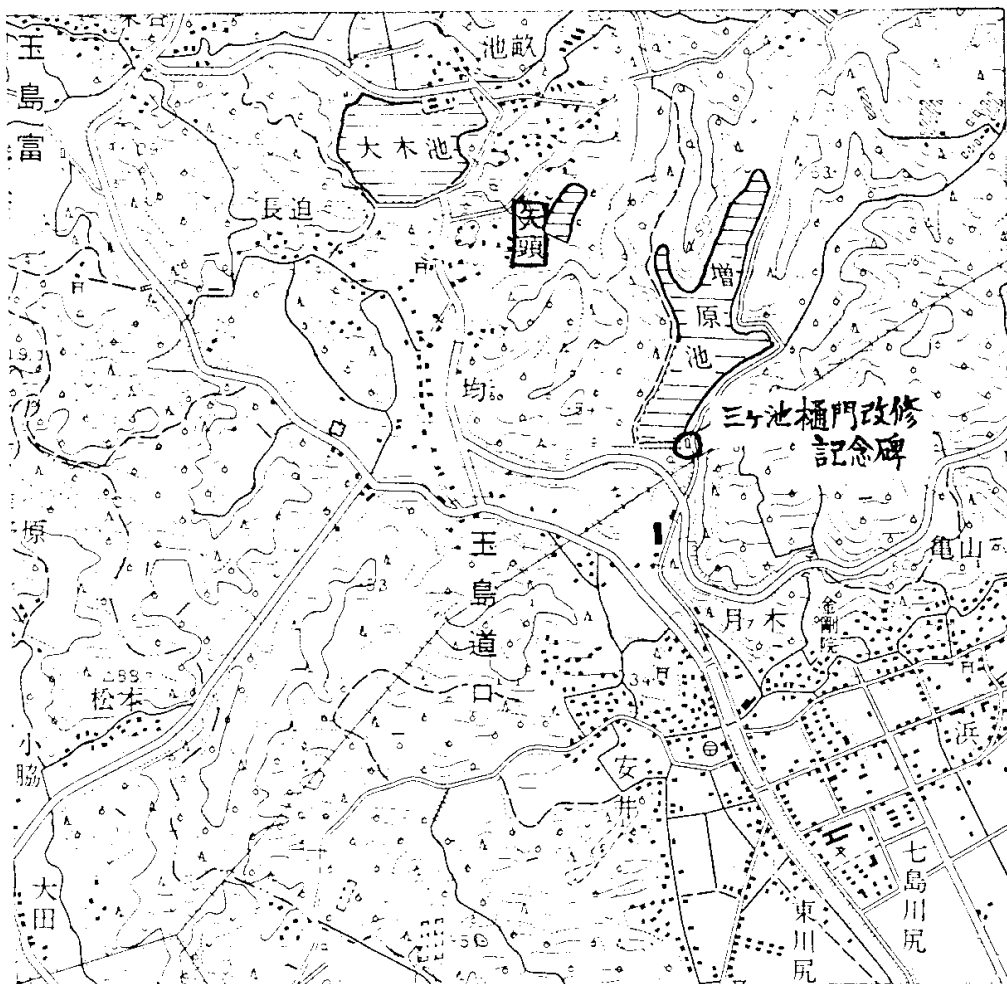 玉島富
池畝
大木池
長迫
矢頭
増原池
均
三ヶ池樋門改修
記念碑
原
玉島道口
亀山
月ノ木
金剛院
松本
小脇
安井
浜
大田
東川尻
七島川尻